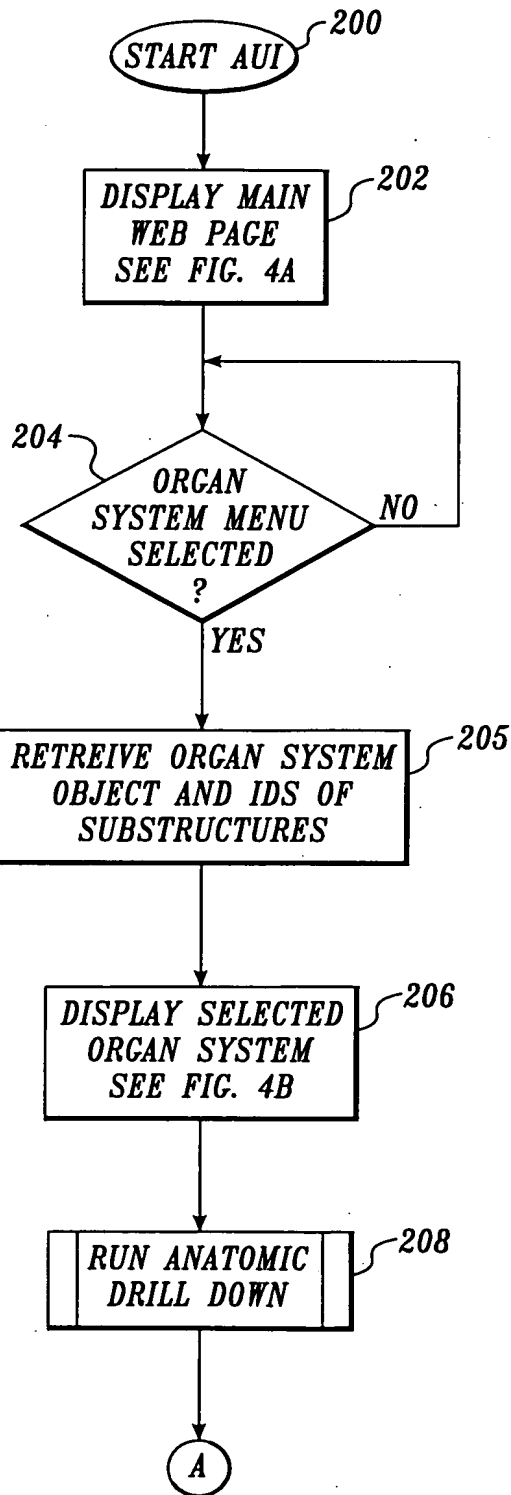 START AUI
200
DISPLAY MAIN
WEB PAGE
SEE FIG. 4A
202
204
ORGAN
SYSTEM MENU
SELECTED
?
NO
YES
RETREIVE ORGAN SYSTEM
OBJECT AND IDS OF
SUBSTRUCTURES
205
DISPLAY SELECTED
ORGAN SYSTEM
SEE FIG. 4B
206
RUN ANATOMIC
DRILL DOWN
208
A